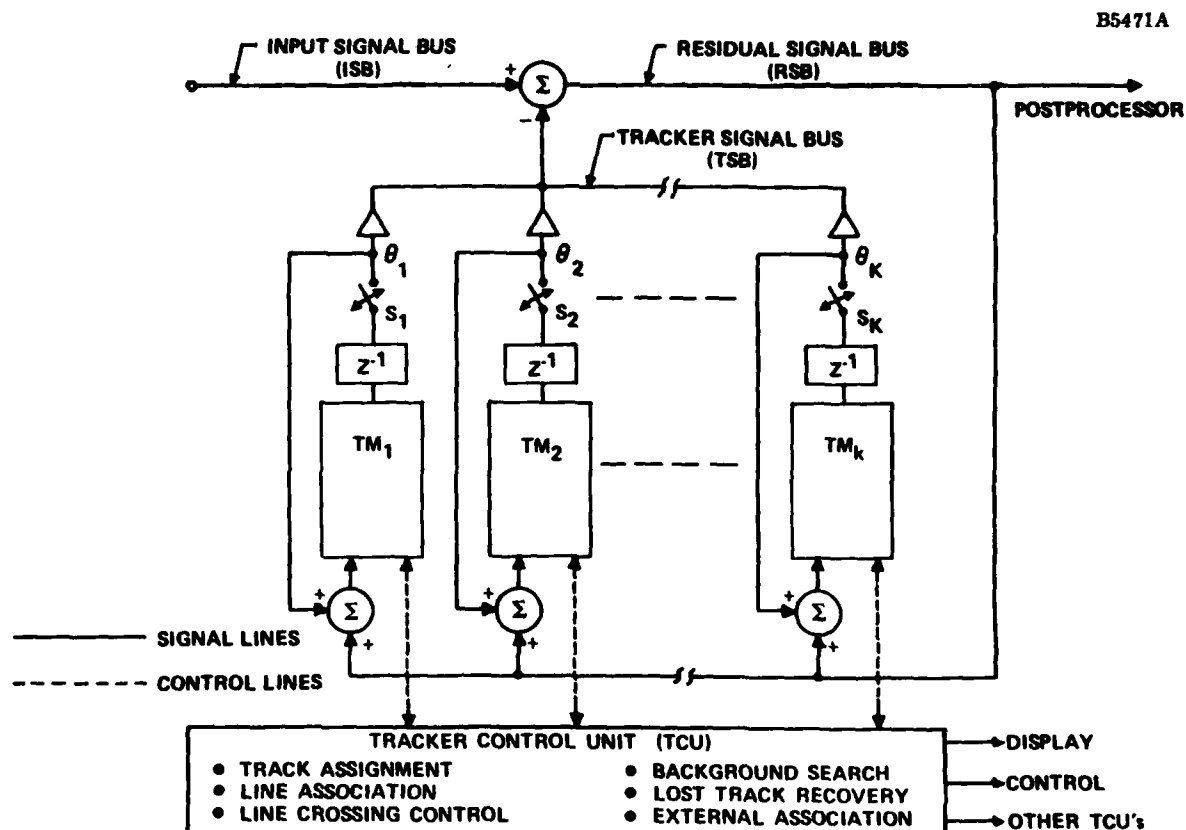 B5471A
INPUT SIGNAL BUS
(ISB)
RESIDUAL SIGNAL BUS
(RSB)
+
Σ
−
POSTPROCESSOR
TRACKER SIGNAL BUS
(TSB)
θ1
θ2
θK
S1
S2
SK
Z-1
Z-1
Z-1
TM1
TM2
TMk
+
Σ
+
+
Σ
+
+
Σ
+
SIGNAL LINES
CONTROL LINES
TRACKER CONTROL UNIT (TCU)
• TRACK ASSIGNMENT
• LINE ASSOCIATION
• LINE CROSSING CONTROL
• BACKGROUND SEARCH
• LOST TRACK RECOVERY
• EXTERNAL ASSOCIATION
DISPLAY
CONTROL
OTHER TCU's